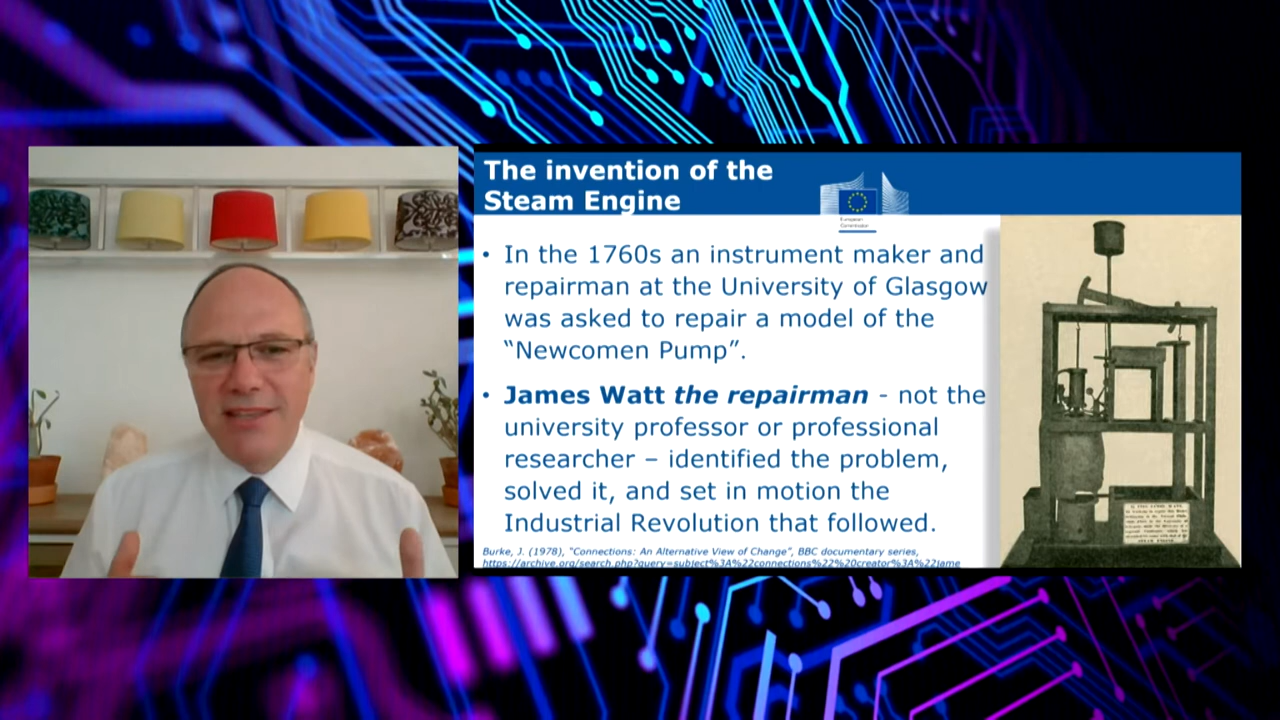 The invention of the
Steam Engine
European
Commission
• In the 1760s an instrument maker and
repairman at the University of Glasgow
was asked to repair a model of the
“Newcomen Pump”.
• James Watt the repairman - not the
university professor or professional
researcher – identified the problem,
solved it, and set in motion the
Industrial Revolution that followed.
Burke, J. (1978), "Connections: An Alternative View of Change", BBC documentary series,
https://archive.org/search.php?query=subject%3A%22connections%22%20creator%3A%22jame